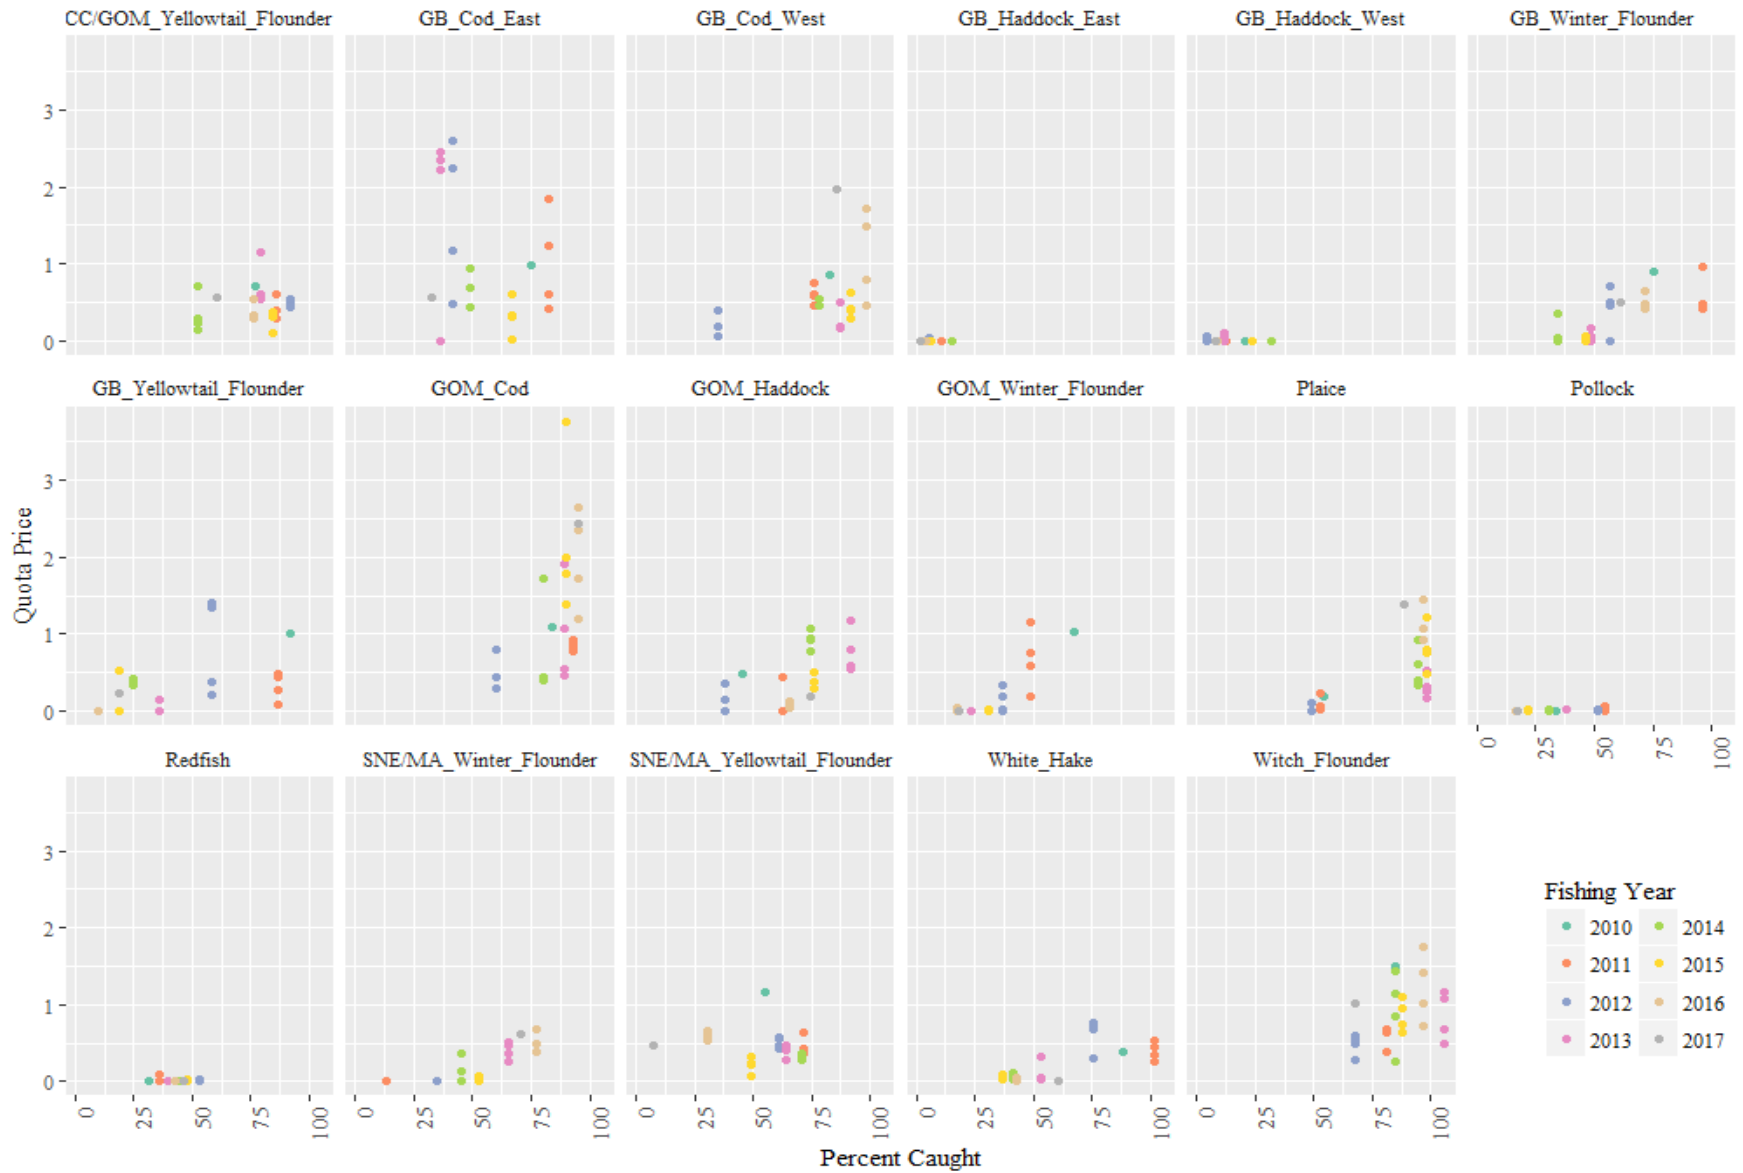 CC/GOM_Yellowtail_Flounder GB_Cod_East GB_Cod_West GB_Haddock_East GB_Haddock_West GB_Winter_Flounder
3
2
1
0
GB_Yellowtail_Flounder GOM_Cod GOM_Haddock GOM_Winter_Flounder Plaice Pollock
3
2
1
0
0 25 50 75 100
Quota Price
Redfish SNE/MA_Winter_Flounder SNE/MA_Yellowtail_Flounder White_Hake Witch_Flounder
3
2
1
0
0 25 50 75 100 0 25 50 75 100 0 25 50 75 100 0 25 50 75 100 0 25 50 75 100
Percent Caught
Fishing Year
2010 2014
2011 2015
2012 2016
2013 2017